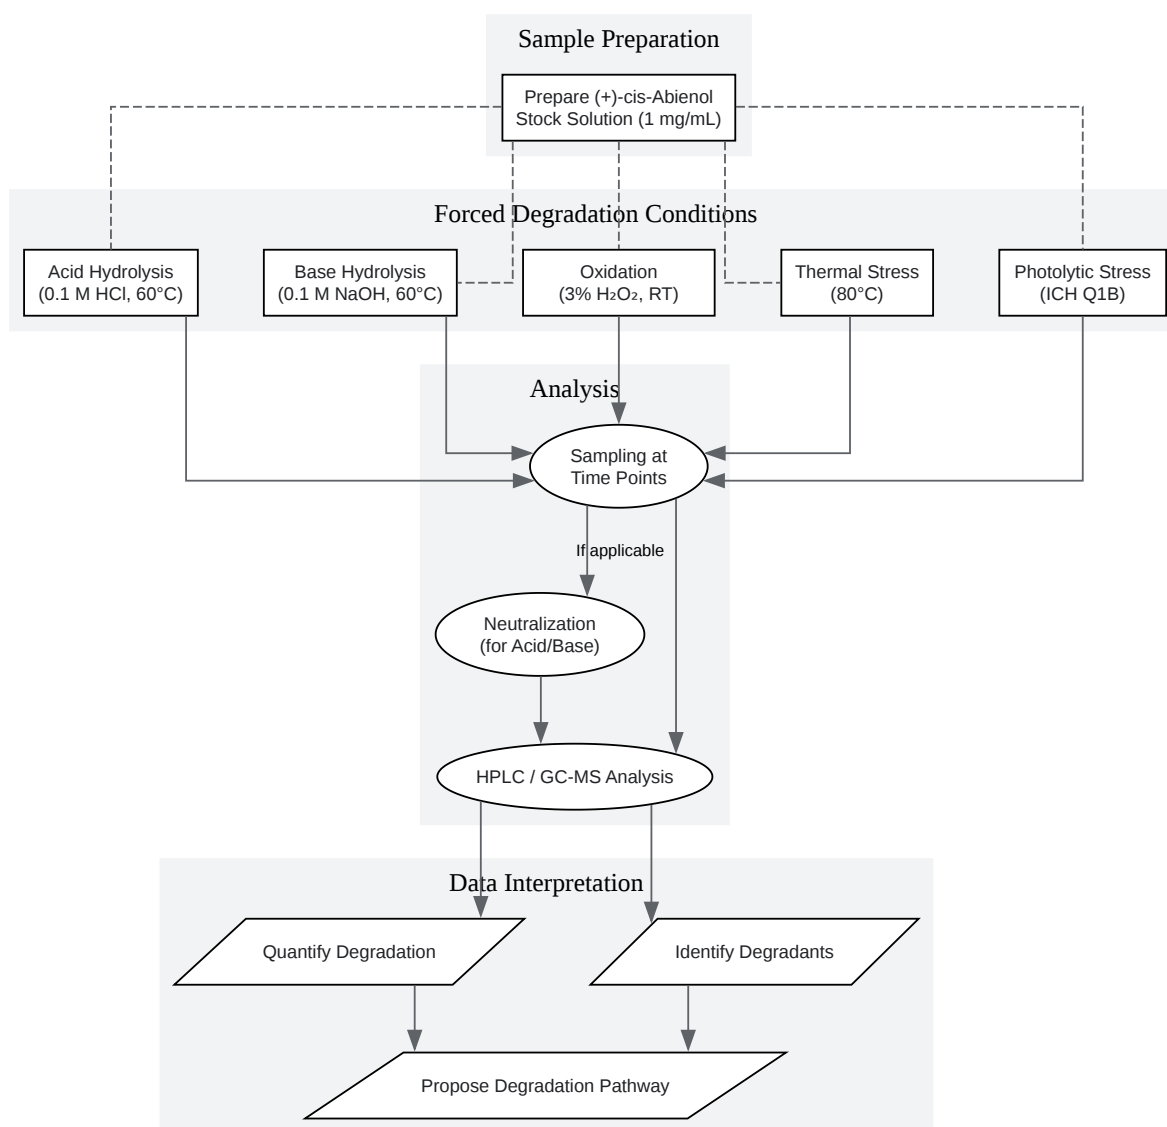 Sample Preparation
Prepare (+)-cis-Abienol
Stock Solution (1 mg/mL)
Forced Degradation Conditions
Acid Hydrolysis
(0.1 M HCl, 60°C)
Base Hydrolysis
(0.1 M NaOH, 60°C)
Oxidation
(3% H₂O₂, RT)
Thermal Stress
(80°C)
Photolytic Stress
(ICH Q1B)
Analysis
Sampling at
Time Points
If applicable
Neutralization
(for Acid/Base)
HPLC / GC-MS Analysis
Data Interpretation
Quantify Degradation
Identify Degradants
Propose Degradation Pathway